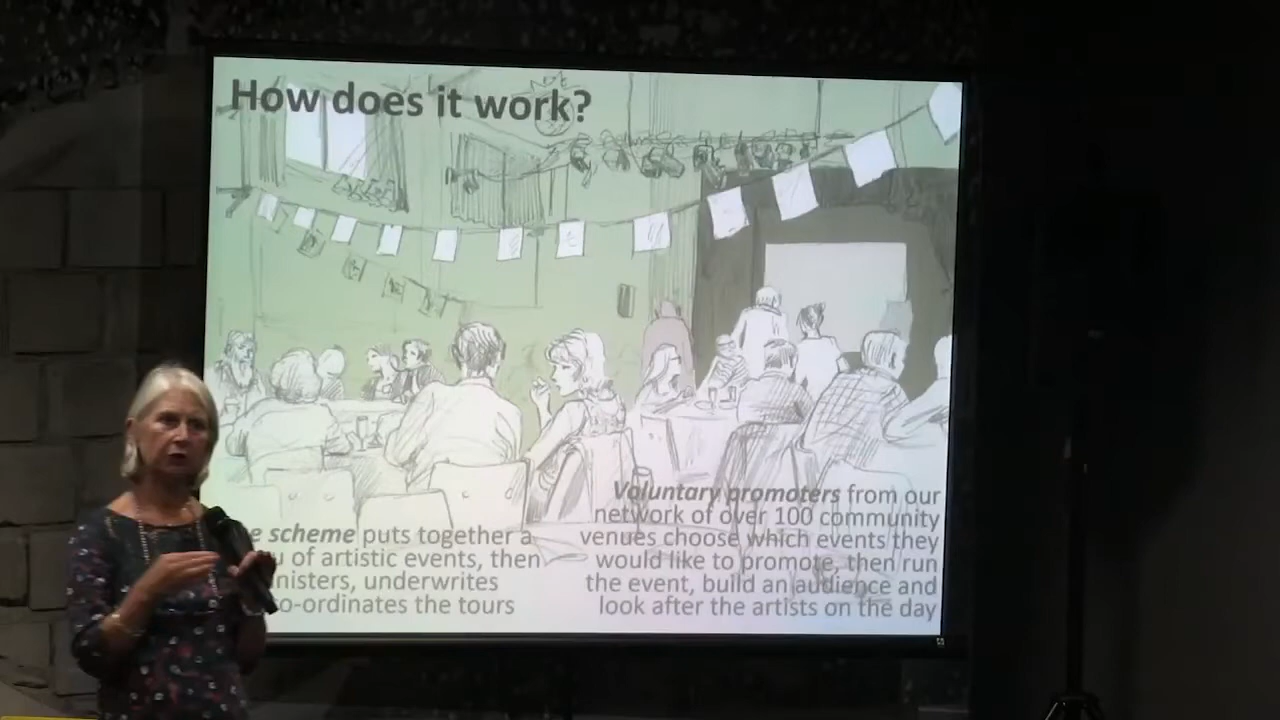 How does it work?
e scheme puts together a
u of artistic events, then
nisters, underwrites
o-ordinates the tours
Voluntary promoters from our
network of over 100 community
venues choose which events they
would like to promote, then run
the event, build an audience and
look after the artists on the day